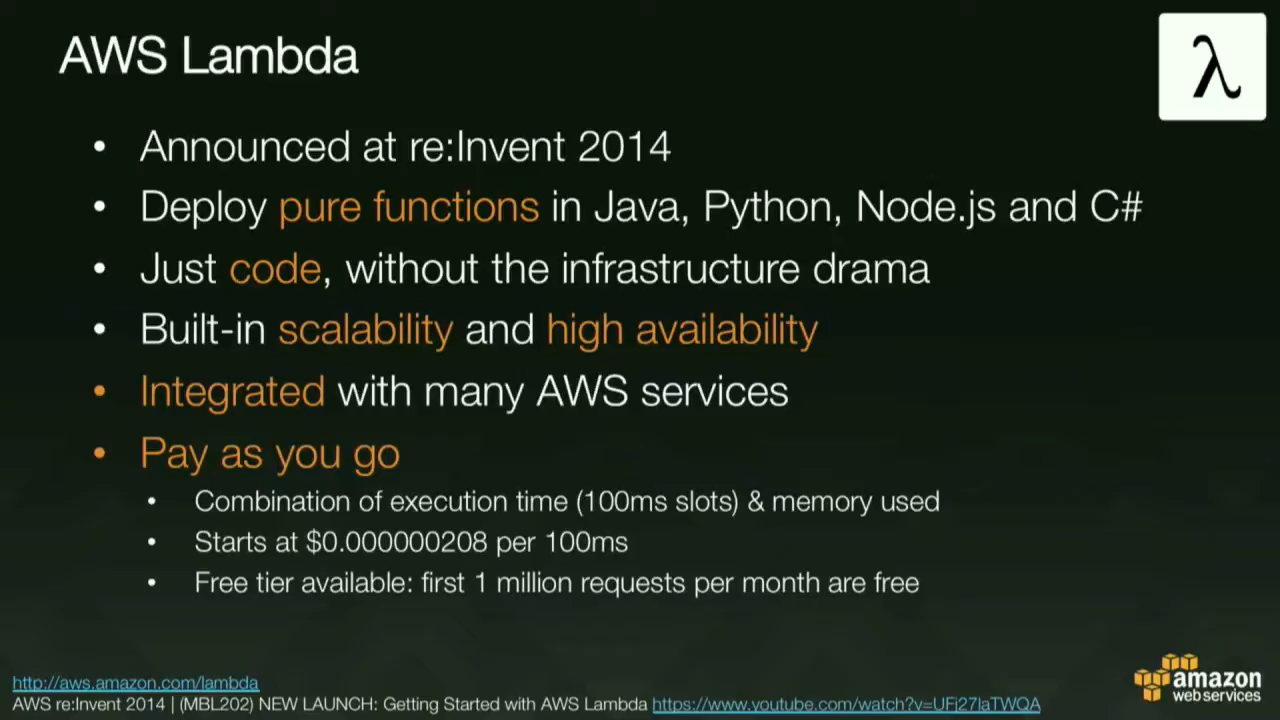 AWS Lambda
λ
• Announced at re:Invent 2014
• Deploy pure functions in Java, Python, Node.js and C#
• Just code, without the infrastructure drama
• Built-in scalability and high availability
• Integrated with many AWS services
• Pay as you go
• Combination of execution time (100ms slots) & memory used
• Starts at $0.000000208 per 100ms
• Free tier available: first 1 million requests per month are free
http://aws.amazon.com/lambda
AWS re:Invent 2014 | (MBL202) NEW LAUNCH: Getting Started with AWS Lambda https://www.youtube.com/watch?v=UFj27laTWQA
amazon
web services